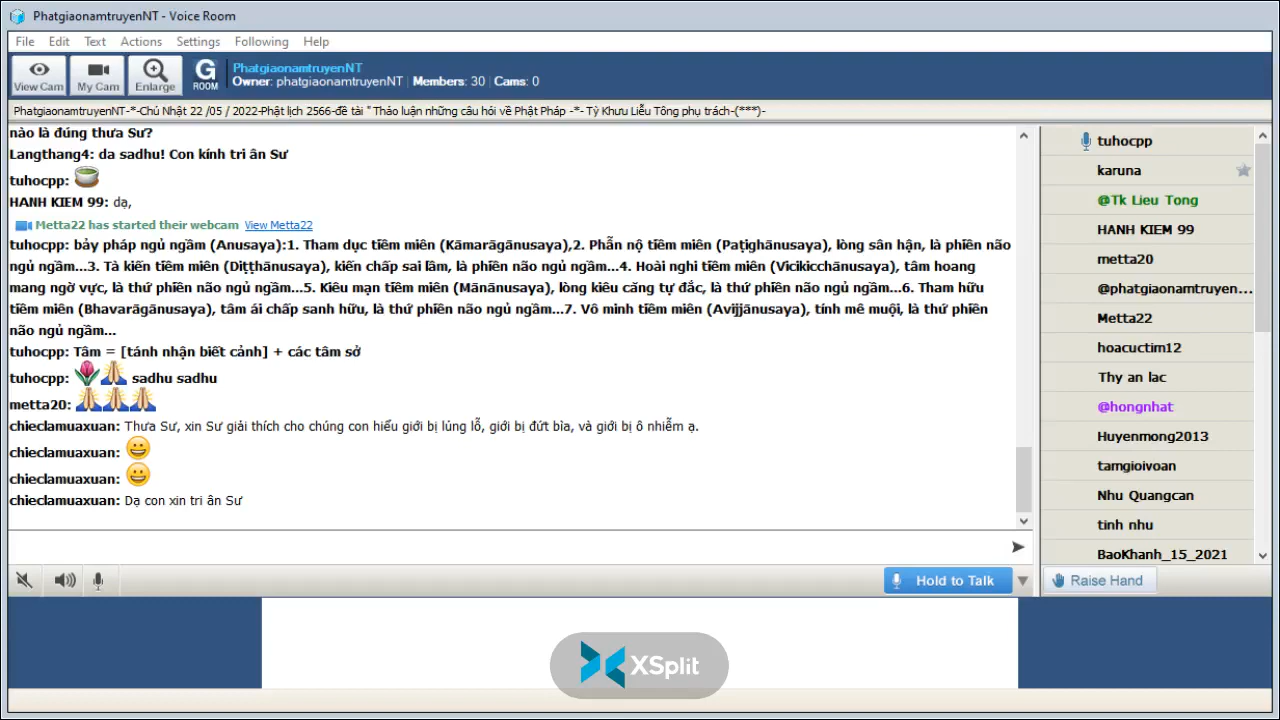 PhatgiaonamtruyenNT - Voice Room
File Edit Text Actions Settings Following Help
View Cam My Cam Enlarge G ROOM
PhatgiaonamtruyenNT
Owner: phatgiaonamtruyenNT Members: 30 Cams: 0
PhatgiaonamtruyenNT-*-Chủ Nhật 22 /05 / 2022-Phật lịch 2566-đề tài " Thảo luận những câu hỏi về Phật Pháp -*- Tỳ Khưu Liễu Tông phụ trách-(***)-
nào là đúng thưa Sư?
Langthang4: da sadhu! Con kính tri ân Sư
tuhocpp:
HANH KIEM 99: dạ,
Metta22 has started their webcam View Metta22
tuhocpp: bảy pháp ngủ ngầm (Anusaya):1. Tham dục tiềm miên (Kāmarāgānusaya),2. Phẫn nộ tiềm miên (Paṭighānusaya), lòng sân hận, là phiền não
ngủ ngầm...3. Tà kiến tiềm miên (Diṭṭhānusaya), kiến chấp sai lầm, là phiền não ngủ ngầm...4. Hoài nghi tiềm miên (Vicikicchānusaya), tâm hoang
mang ngờ vực, là thứ phiền não ngủ ngầm...5. Kiêu mạn tiềm miên (Mānānusaya), lòng kiêu căng tự đắc, là thứ phiền não ngủ ngầm...6. Tham hữu
tiềm miên (Bhavarāgānusaya), tâm ái chấp sanh hữu, là thứ phiền não ngủ ngầm...7. Vô minh tiềm miên (Avijjānusaya), tính mê muội, là thứ phiền
não ngủ ngầm...
tuhocpp: Tâm = [tánh nhận biết cảnh] + các tâm sở
tuhocpp: sadhu sadhu
metta20:
chieclamuaxuan: Thưa Sư, xin Sư giải thích cho chúng con hiểu giới bị lủng lỗ, giới bị đứt bìa, và giới bị ô nhiễm ạ.
chieclamuaxuan:
chieclamuaxuan:
chieclamuaxuan: Dạ con xin tri ân Sư
Hold to Talk
tuhocpp
karuna
@Tk Lieu Tong
HANH KIEM 99
metta20
@phatgiaonamtruyen...
Metta22
hoacuctim12
Thy an lac
@hongnhat
Huyenmong2013
tamgioivoan
Nhu Quangcan
tinh nhu
BaoKhanh_15_2021
Raise Hand
XSplit